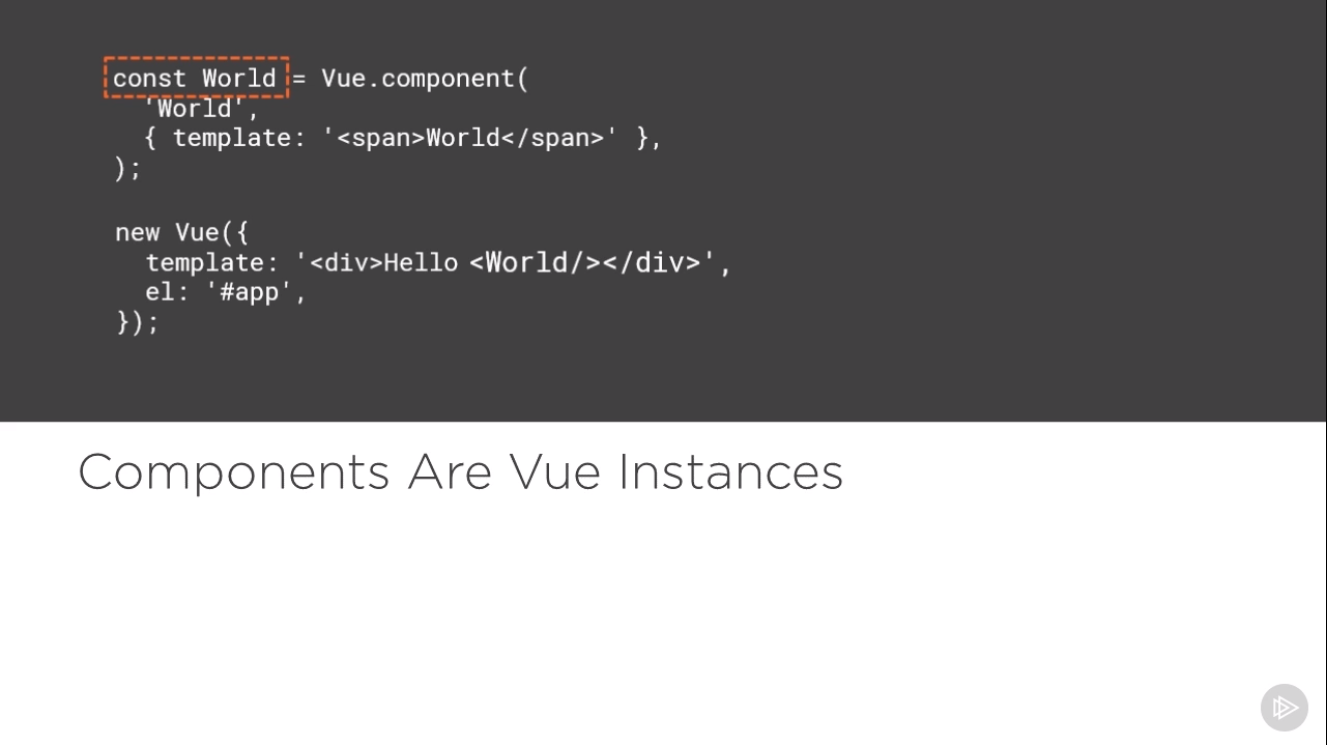 const World = Vue.component(
'World',
{ template: '<span>World</span>' },
);
new Vue({
template: '<div>Hello <World/></div>',
el: '#app',
});
Components Are Vue Instances